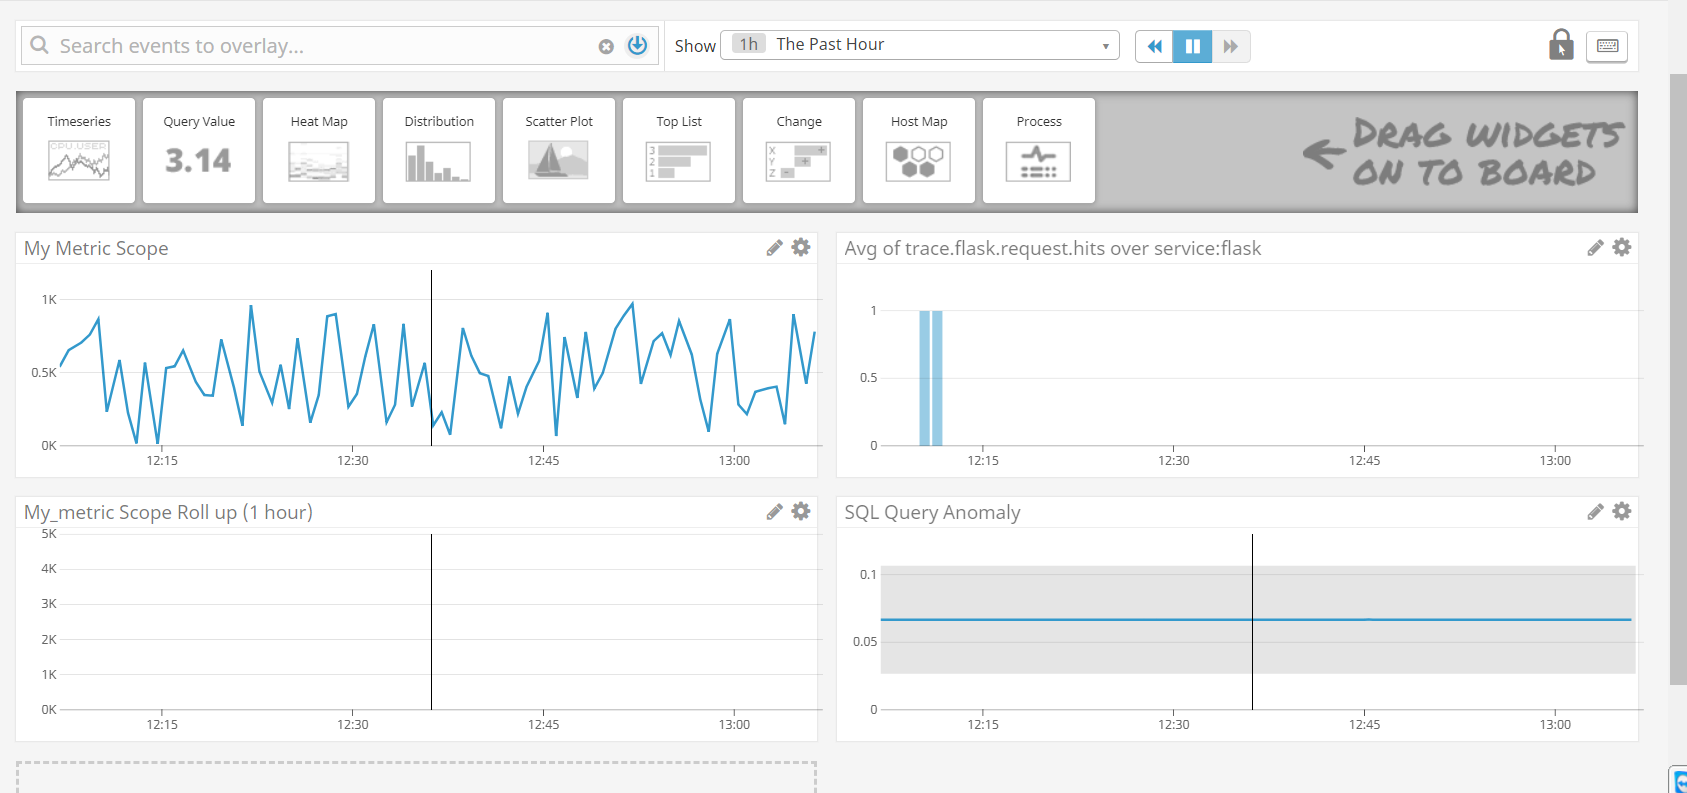 Search events to overlay...
Show 1h The Past Hour
Timeseries Query Value Heat Map Distribution Scatter Plot Top List Change Host Map Process
CPU.USER
3.14
3
2
1
X +
Y +
Z -
DRAG WIDGETS
ON TO BOARD
My Metric Scope
1K
0.5K
0K
12:15 12:30 12:45 13:00
Avg of trace.flask.request.hits over service:flask
1
0.5
0
12:15 12:30 12:45 13:00
My_metric Scope Roll up (1 hour)
5K
4K
3K
2K
1K
0K
12:15 12:30 12:45 13:00
SQL Query Anomaly
0.1
0.05
0
12:15 12:30 12:45 13:00